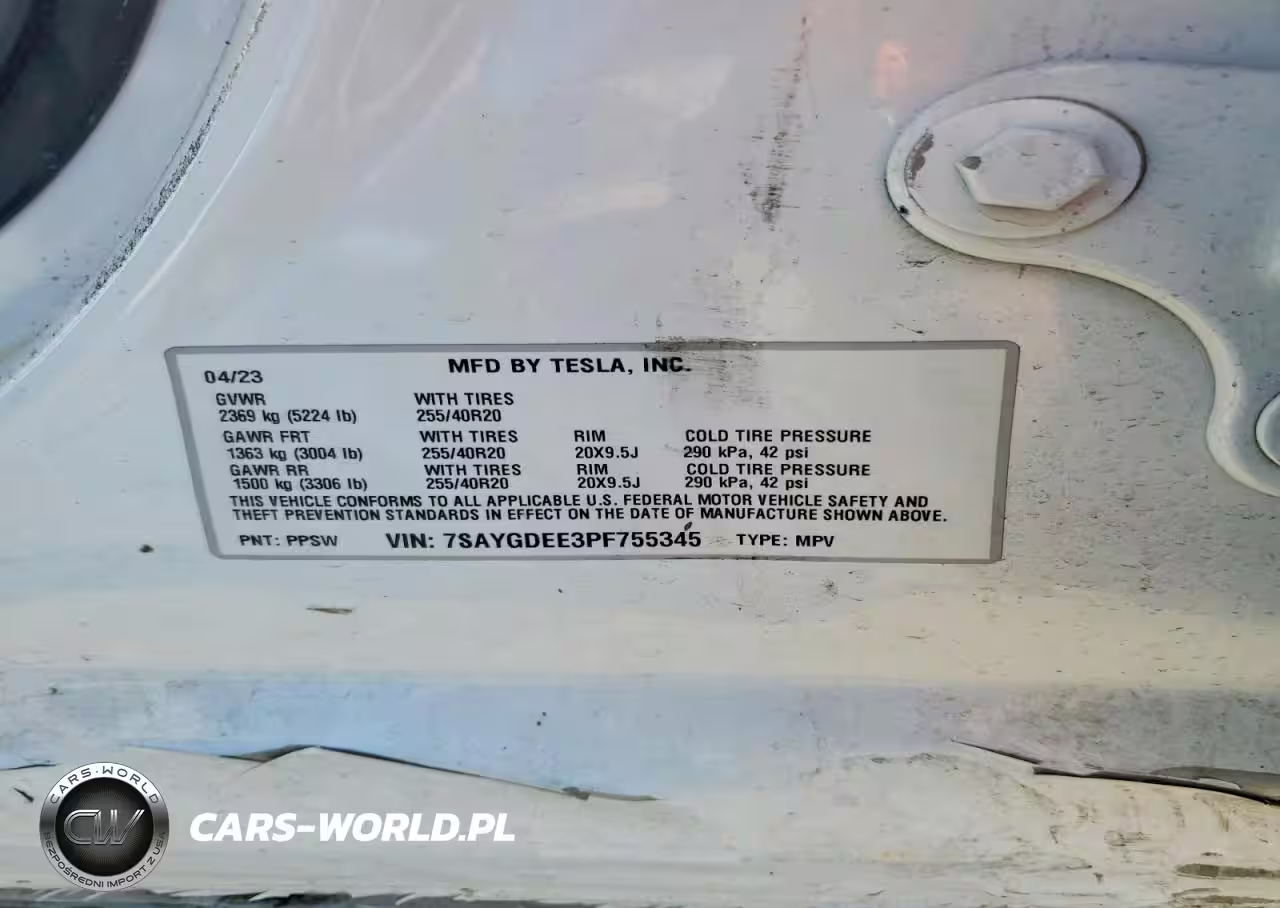 MFD BY TESLA, INC.
04/23
GVWR WITH TIRES
2369 kg (5224 lb) 255/40R20
GAWR FRT WITH TIRES RIM COLD TIRE PRESSURE
1363 kg (3004 lb) 255/40R20 20X9.5J 290 kPa, 42 psi
GAWR RR WITH TIRES RIM COLD TIRE PRESSURE
1500 kg (3306 lb) 255/40R20 20X9.5J 290 kPa, 42 psi
THIS VEHICLE CONFORMS TO ALL APPLICABLE U.S. FEDERAL MOTOR VEHICLE SAFETY AND
THEFT PREVENTION STANDARDS IN EFFECT ON THE DATE OF MANUFACTURE SHOWN ABOVE.
PNT: PPSW VIN: 7SAYGDEE3PF755345 TYPE: MPV
CARS-WORLD
CW
BEZPOŚREDNI IMPORT Z USA
CARS-WORLD.PL